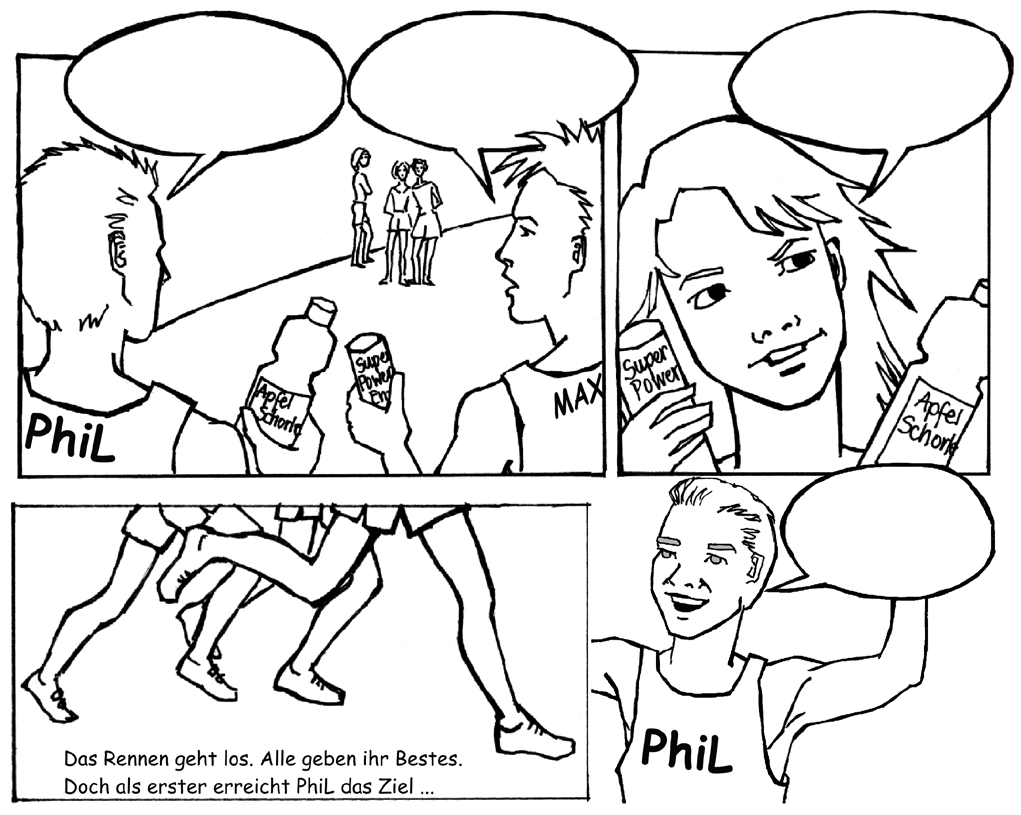 Apfel
Schorle
Super
Power
PhiL
MAX
Super
Power
Apfel
Schorle
Das Rennen geht los. Alle geben ihr Bestes.
Doch als erster erreicht PhiL das Ziel ...
PhiL